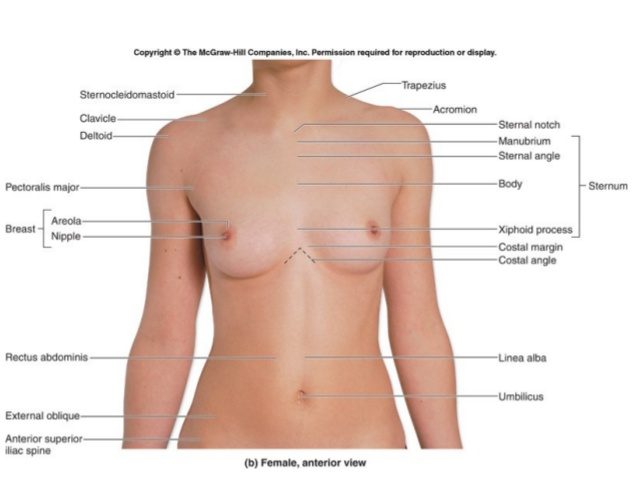 Copyright © The McGraw-Hill Companies, Inc. Permission required for reproduction or display.
Sternocleidomastoid
Trapezius
Acromion
Clavicle
Deltoid
Sternal notch
Manubrium
Sternal angle
Pectoralis major
Body
Sternum
Breast
Areola
Nipple
Xiphoid process
Costal margin
Costal angle
Rectus abdominis
Linea alba
Umbilicus
External oblique
Anterior superior
iliac spine
(b) Female, anterior view